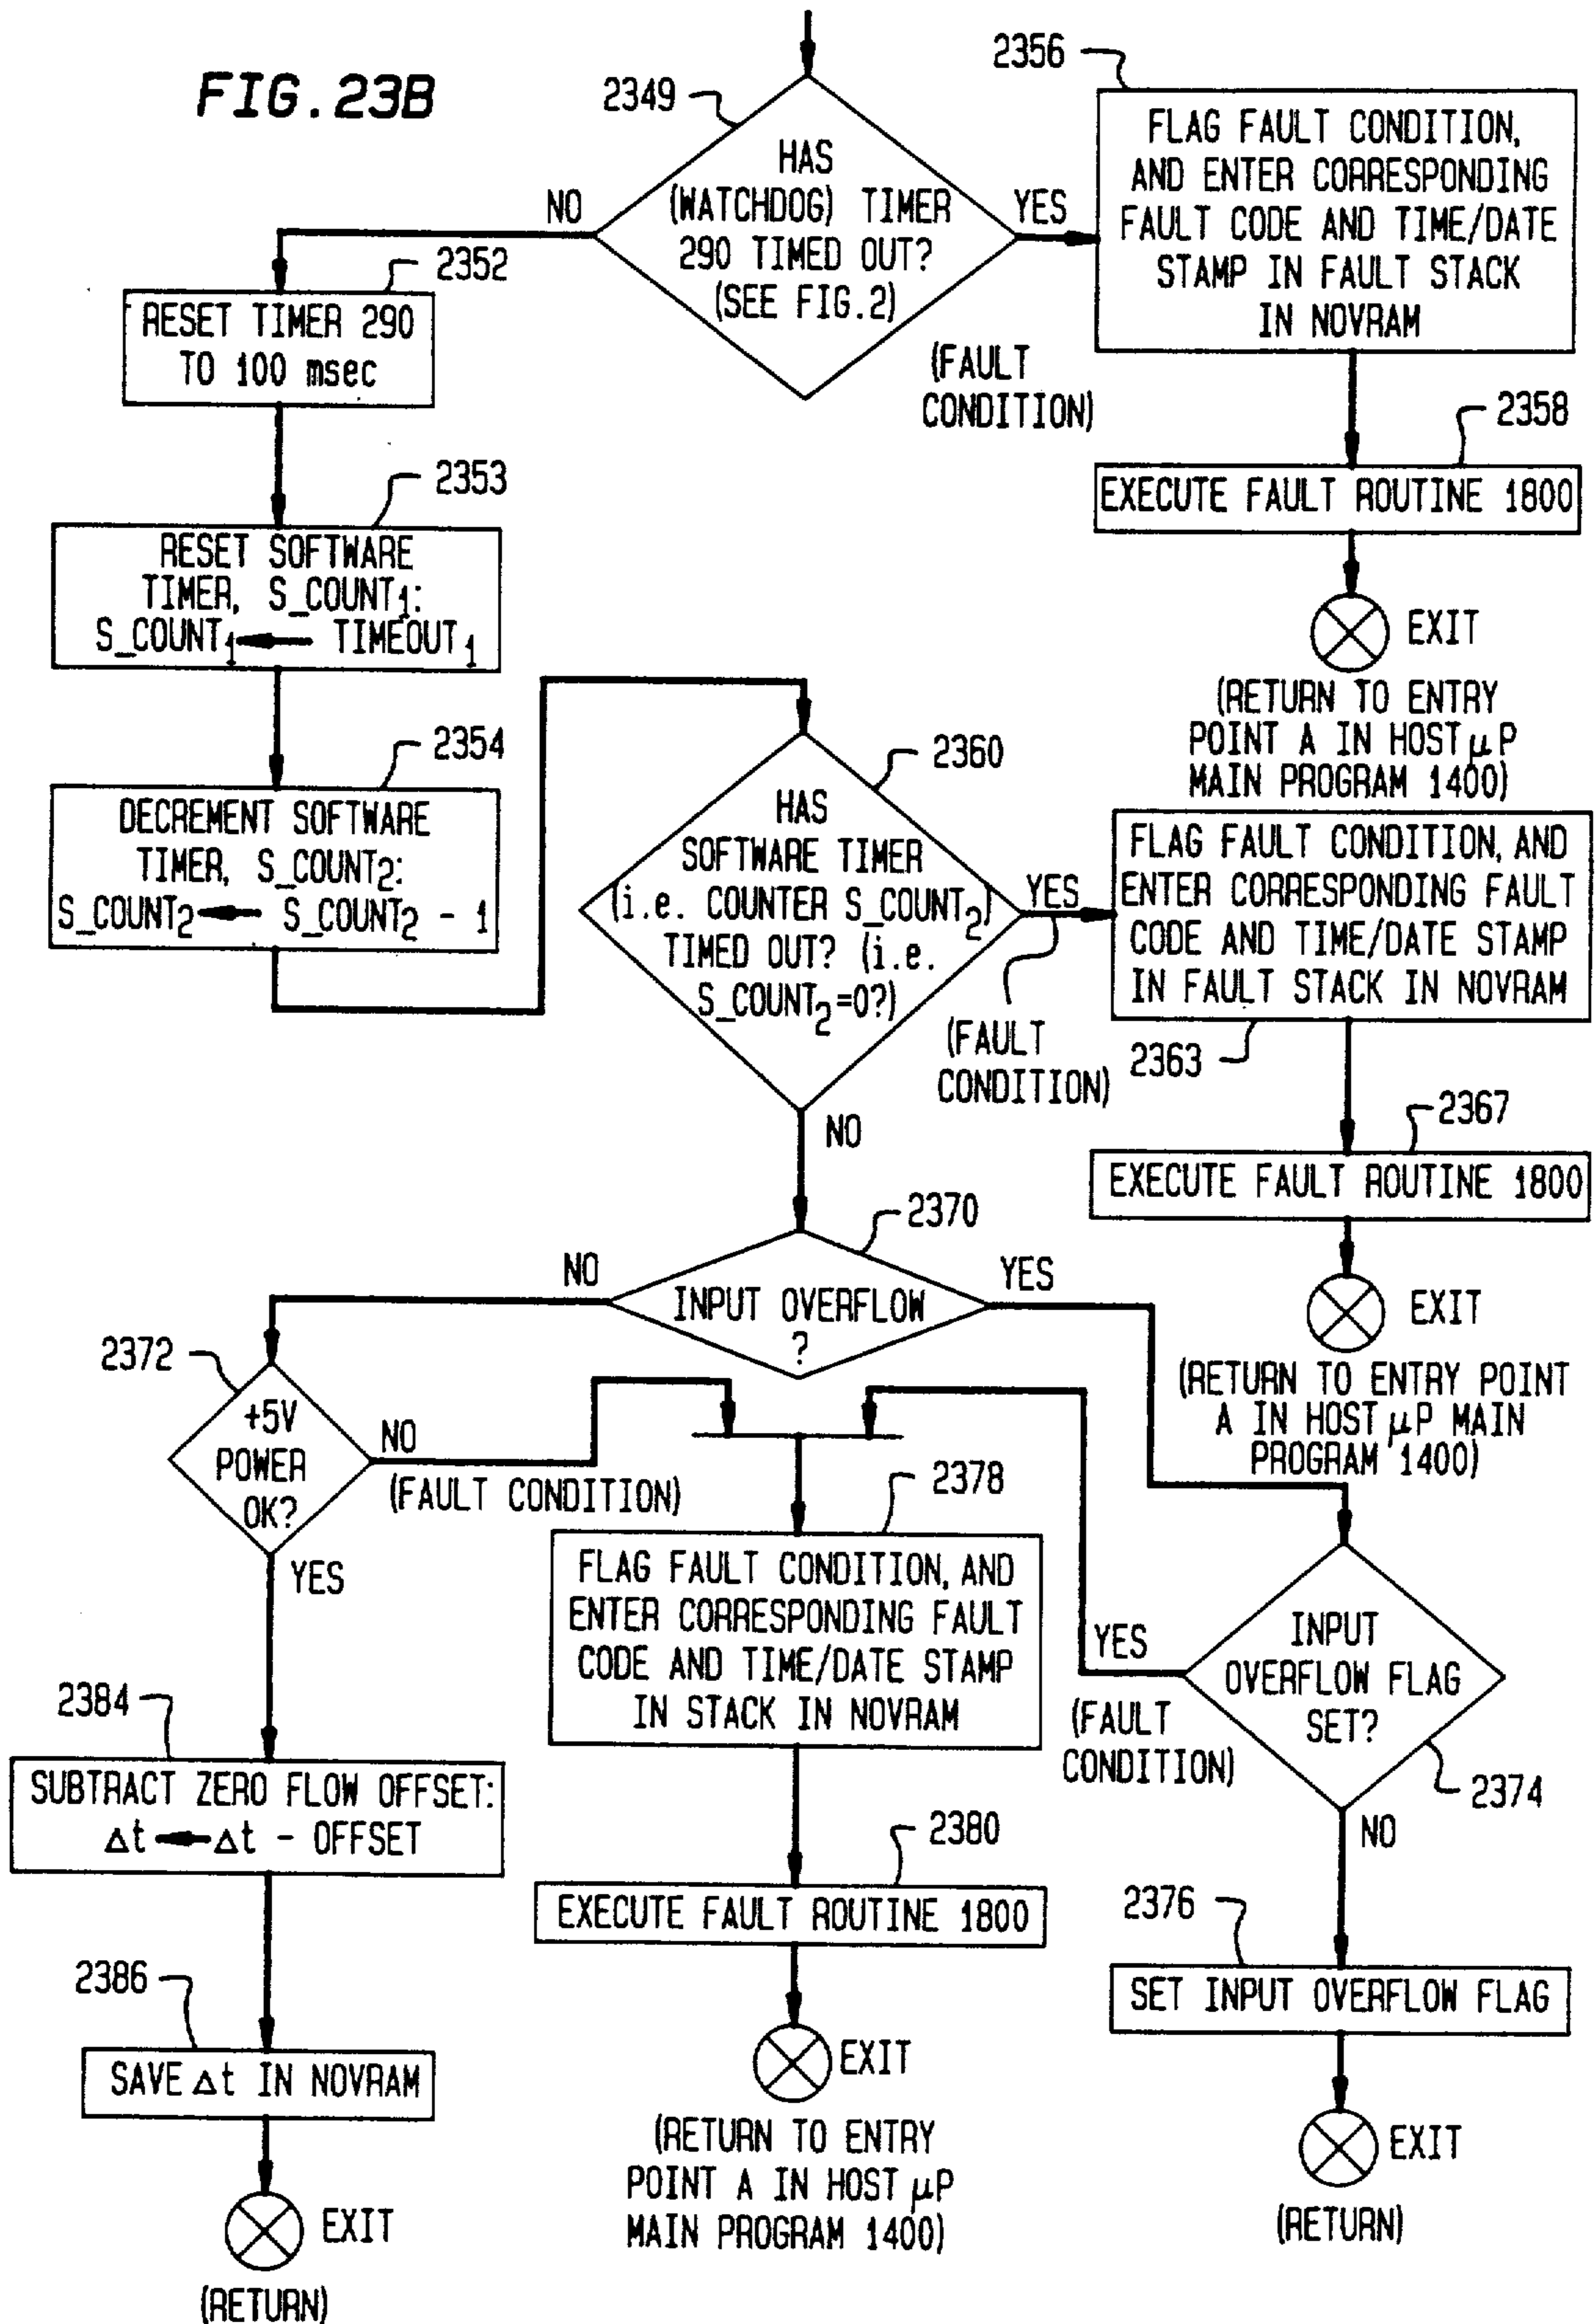 FIG.23B
2349
HAS
(WATCHDOG) TIMER
290 TIMED OUT?
(SEE FIG.2)
NO
YES
(FAULT
CONDITION)
2356
FLAG FAULT CONDITION,
AND ENTER CORRESPONDING
FAULT CODE AND TIME/DATE
STAMP IN FAULT STACK
IN NOVRAM
2358
EXECUTE FAULT ROUTINE 1800
EXIT
(RETURN TO ENTRY
POINT A IN HOST μP
MAIN PROGRAM 1400)
2352
RESET TIMER 290
TO 100 msec
2353
RESET SOFTWARE
TIMER, S_COUNT1:
S_COUNT1 ← TIMEOUT1
2354
DECREMENT SOFTWARE
TIMER, S_COUNT2:
S_COUNT2 ← S_COUNT2 - 1
2360
HAS
SOFTWARE TIMER
(i.e. COUNTER S_COUNT2)
TIMED OUT? (i.e.
S_COUNT2=0?)
YES
(FAULT
CONDITION)
NO
FLAG FAULT CONDITION, AND
ENTER CORRESPONDING FAULT
CODE AND TIME/DATE STAMP
IN FAULT STACK IN NOVRAM
2363
2367
EXECUTE FAULT ROUTINE 1800
EXIT
(RETURN TO ENTRY POINT
A IN HOST μP MAIN
PROGRAM 1400)
2370
INPUT OVERFLOW
?
NO
YES
2372
+5V
POWER
OK?
NO
(FAULT CONDITION)
YES
2378
FLAG FAULT CONDITION, AND
ENTER CORRESPONDING FAULT
CODE AND TIME/DATE STAMP
IN STACK IN NOVRAM
2380
EXECUTE FAULT ROUTINE 1800
EXIT
(RETURN TO ENTRY
POINT A IN HOST μP
MAIN PROGRAM 1400)
INPUT
OVERFLOW FLAG
SET?
2374
YES
(FAULT
CONDITION)
NO
2376
SET INPUT OVERFLOW FLAG
EXIT
(RETURN)
2384
SUBTRACT ZERO FLOW OFFSET:
Δt ← Δt - OFFSET
2386
SAVE Δt IN NOVRAM
EXIT
(RETURN)